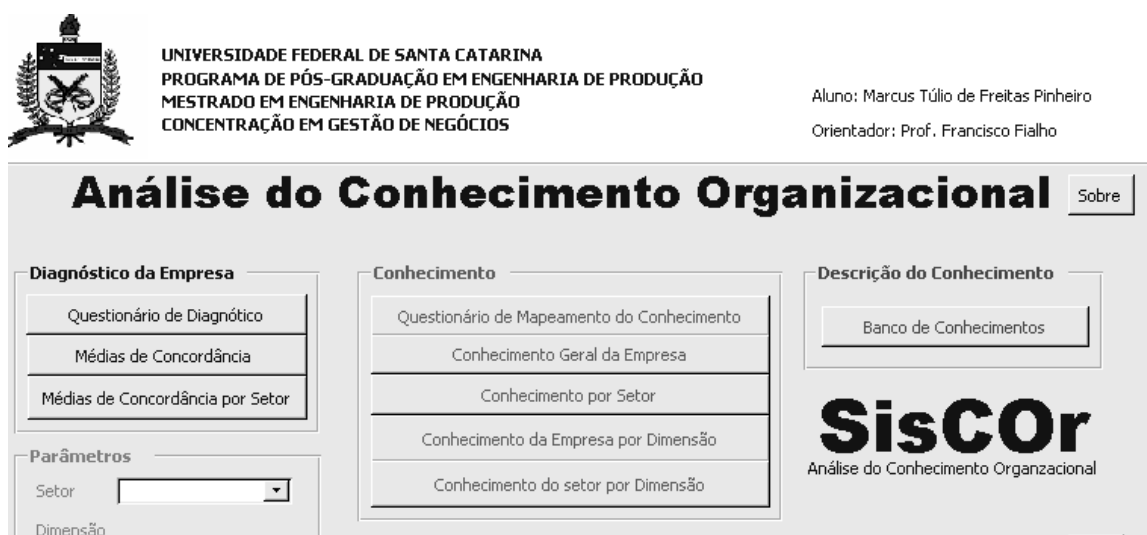 UNIVERSIDADE FEDERAL DE SANTA CATARINA
PROGRAMA DE PÓS-GRADUAÇÃO EM ENGENHARIA DE PRODUÇÃO
MESTRADO EM ENGENHARIA DE PRODUÇÃO
CONCENTRAÇÃO EM GESTÃO DE NEGÓCIOS
Aluno: Marcus Túlio de Freitas Pinheiro
Orientador: Prof. Francisco Fialho
Análise do Conhecimento Organizacional
Sobre
Diagnóstico da Empresa
Questionário de Diagnótico
Médias de Concordância
Médias de Concordância por Setor
Parâmetros
Setor
Dimensão
Conhecimento
Questionário de Mapeamento do Conhecimento
Conhecimento Geral da Empresa
Conhecimento por Setor
Conhecimento da Empresa por Dimensão
Conhecimento do setor por Dimensão
Descrição do Conhecimento
Banco de Conhecimentos
SisCOr
Análise do Conhecimento Organzacional